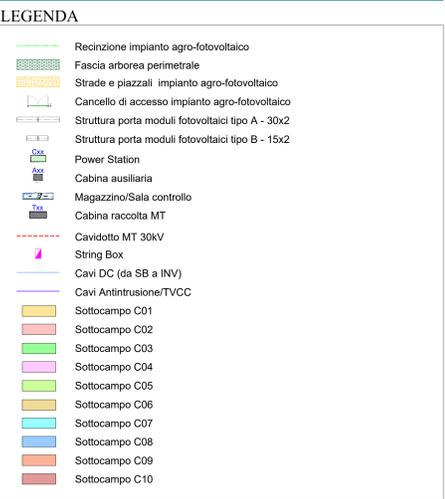 LEGENDA
Recinzione impianto agro-fotovoltaico
Fascia arborea perimetrale
Strade e piazzali impianto agro-fotovoltaico
Cancello di accesso impianto agro-fotovoltaico
Struttura porta moduli fotovoltaici tipo A - 30x2
Struttura porta moduli fotovoltaici tipo B - 15x2
Cxx
Power Station
Axx
Cabina ausiliaria
Magazzino/Sala controllo
Txx
Cabina raccolta MT
Cavidotto MT 30kV
String Box
Cavi DC (da SB a INV)
Cavi Antintrusione/TVCC
Sottocampo C01
Sottocampo C02
Sottocampo C03
Sottocampo C04
Sottocampo C05
Sottocampo C06
Sottocampo C07
Sottocampo C08
Sottocampo C09
Sottocampo C10